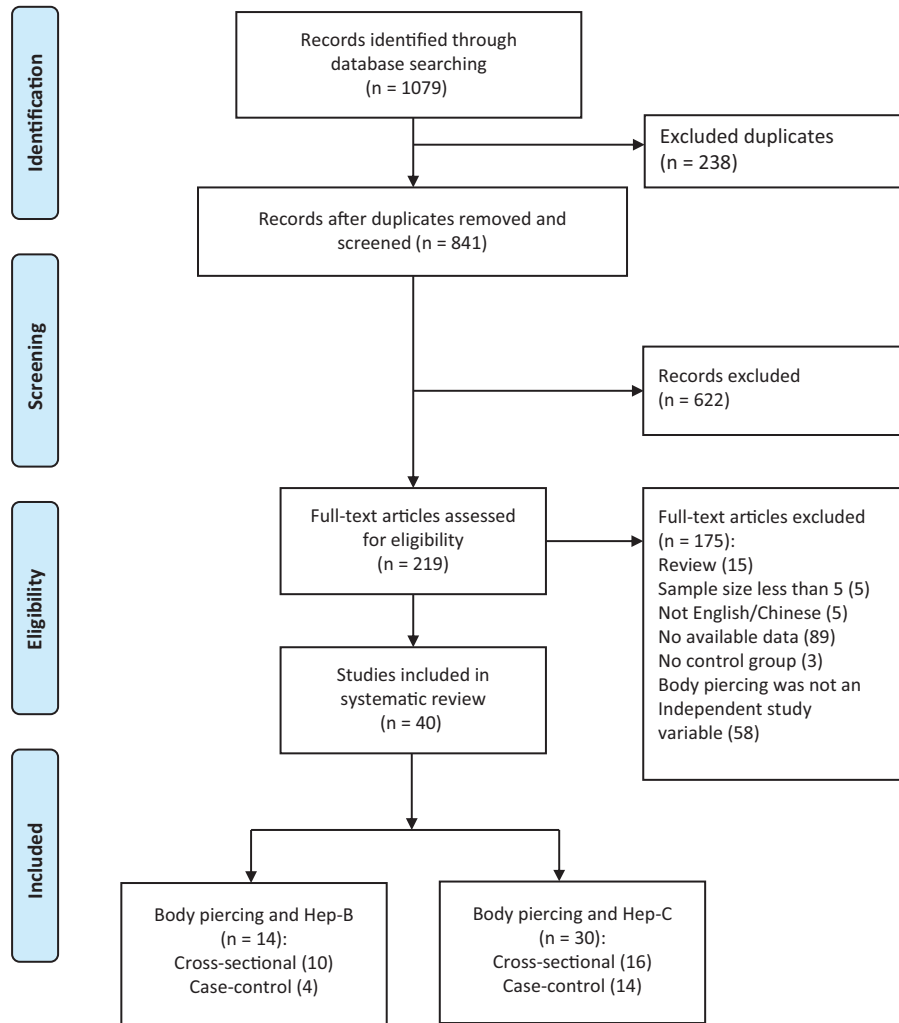 Identification
Records identified through
database searching
(n = 1079)
Excluded duplicates
(n = 238)
Records after duplicates removed and
screened (n = 841)
Screening
Records excluded
(n = 622)
Eligibility
Full-text articles assessed
for eligibility
(n = 219)
Full-text articles excluded
(n = 175):
Review (15)
Sample size less than 5 (5)
Not English/Chinese (5)
No available data (89)
No control group (3)
Body piercing was not an
Independent study
variable (58)
Studies included in
systematic review
(n = 40)
Included
Body piercing and Hep-B
(n = 14):
Cross-sectional (10)
Case-control (4)
Body piercing and Hep-C
(n = 30):
Cross-sectional (16)
Case-control (14)